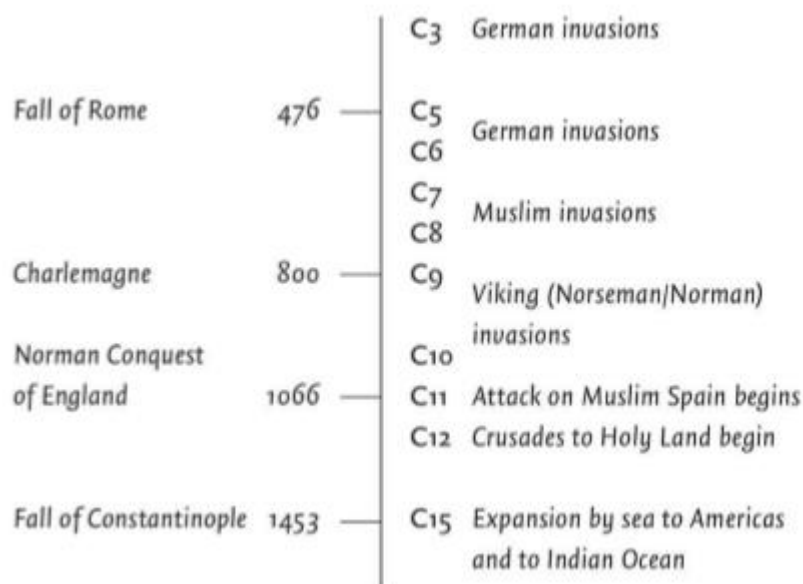 C3 German invasions
Fall of Rome 476 C5
German invasions
C6
C7
Muslim invasions
C8
Charlemagne 800 C9
Viking (Norseman/Norman)
invasions
Norman Conquest C10
of England 1066 C11 Attack on Muslim Spain begins
C12 Crusades to Holy Land begin
Fall of Constantinople 1453 C15 Expansion by sea to Americas
and to Indian Ocean